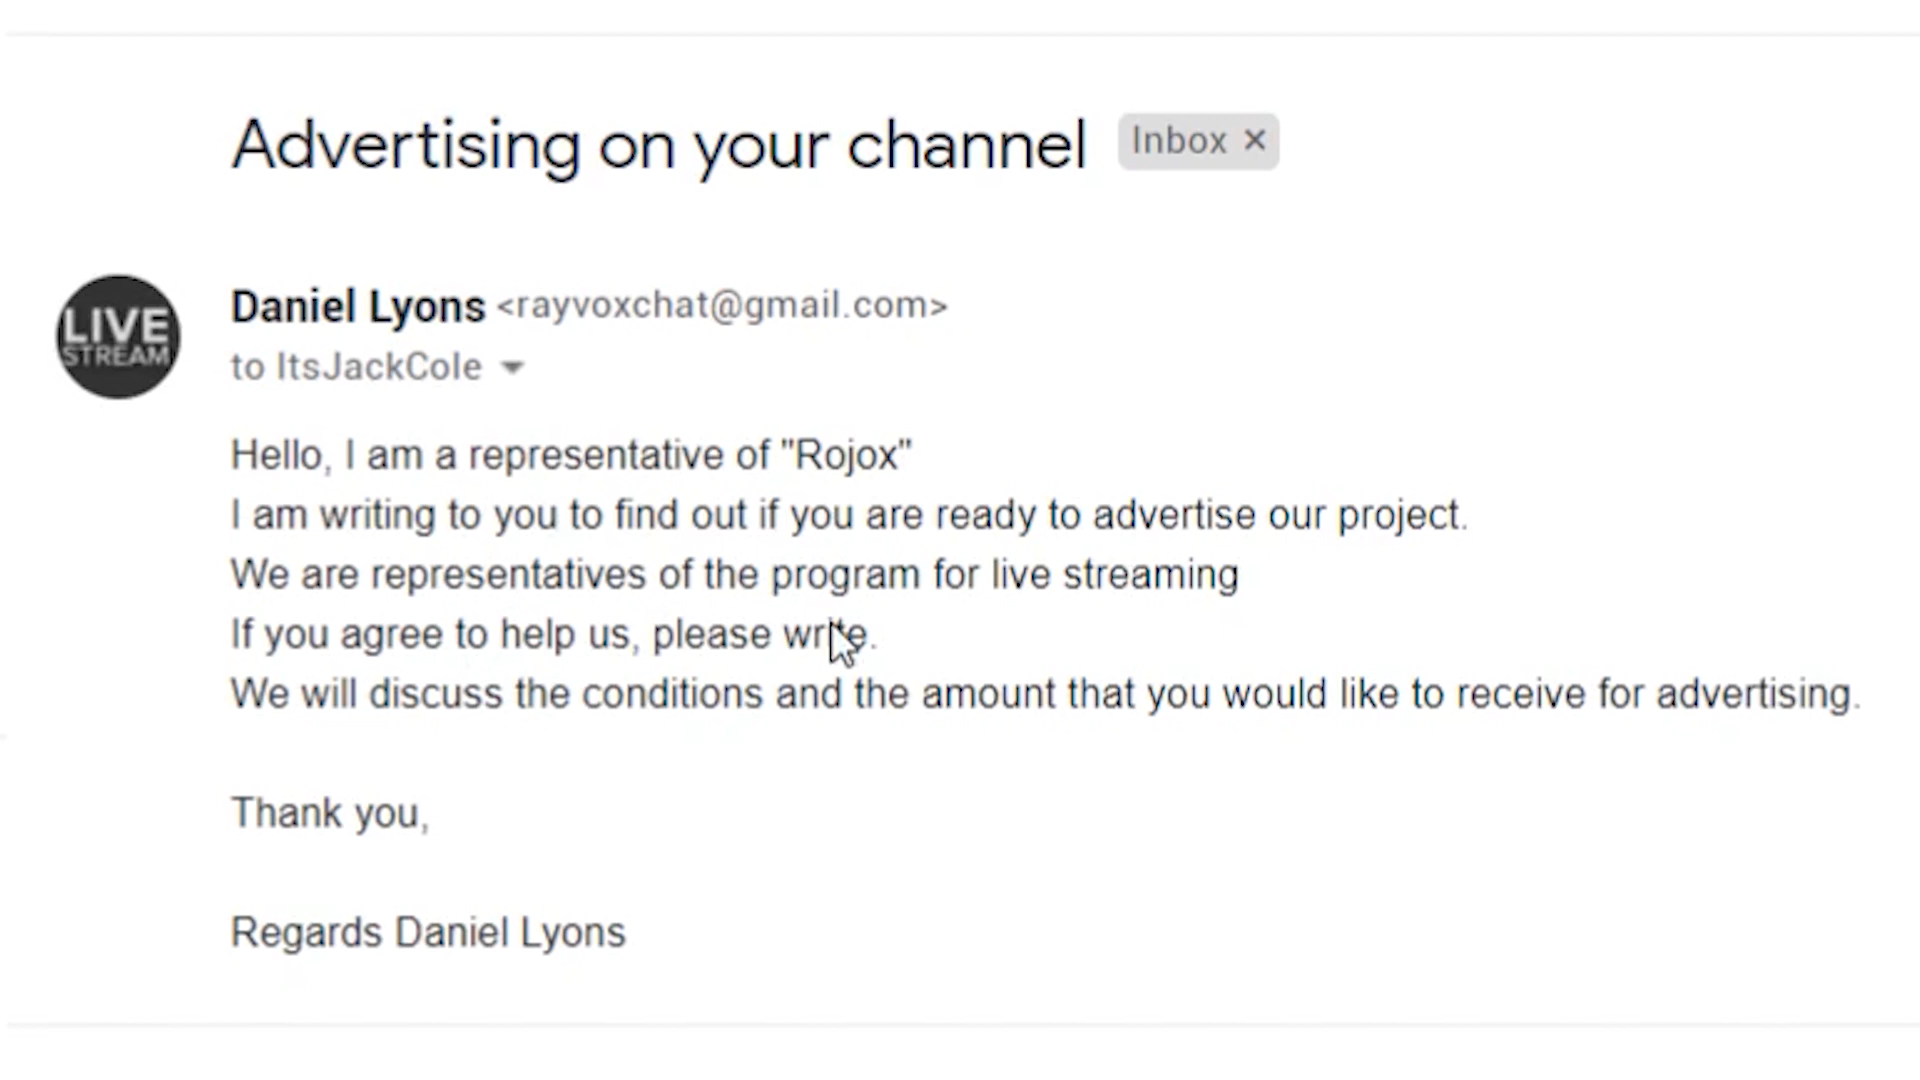 Advertising on your channel Inbox ×
LIVE
STREAM
Daniel Lyons <rayvoxchat@gmail.com>
to ItsJackCole
Hello, I am a representative of "Rojox"
I am writing to you to find out if you are ready to advertise our project.
We are representatives of the program for live streaming
If you agree to help us, please write.
We will discuss the conditions and the amount that you would like to receive for advertising.
Thank you,
Regards Daniel Lyons